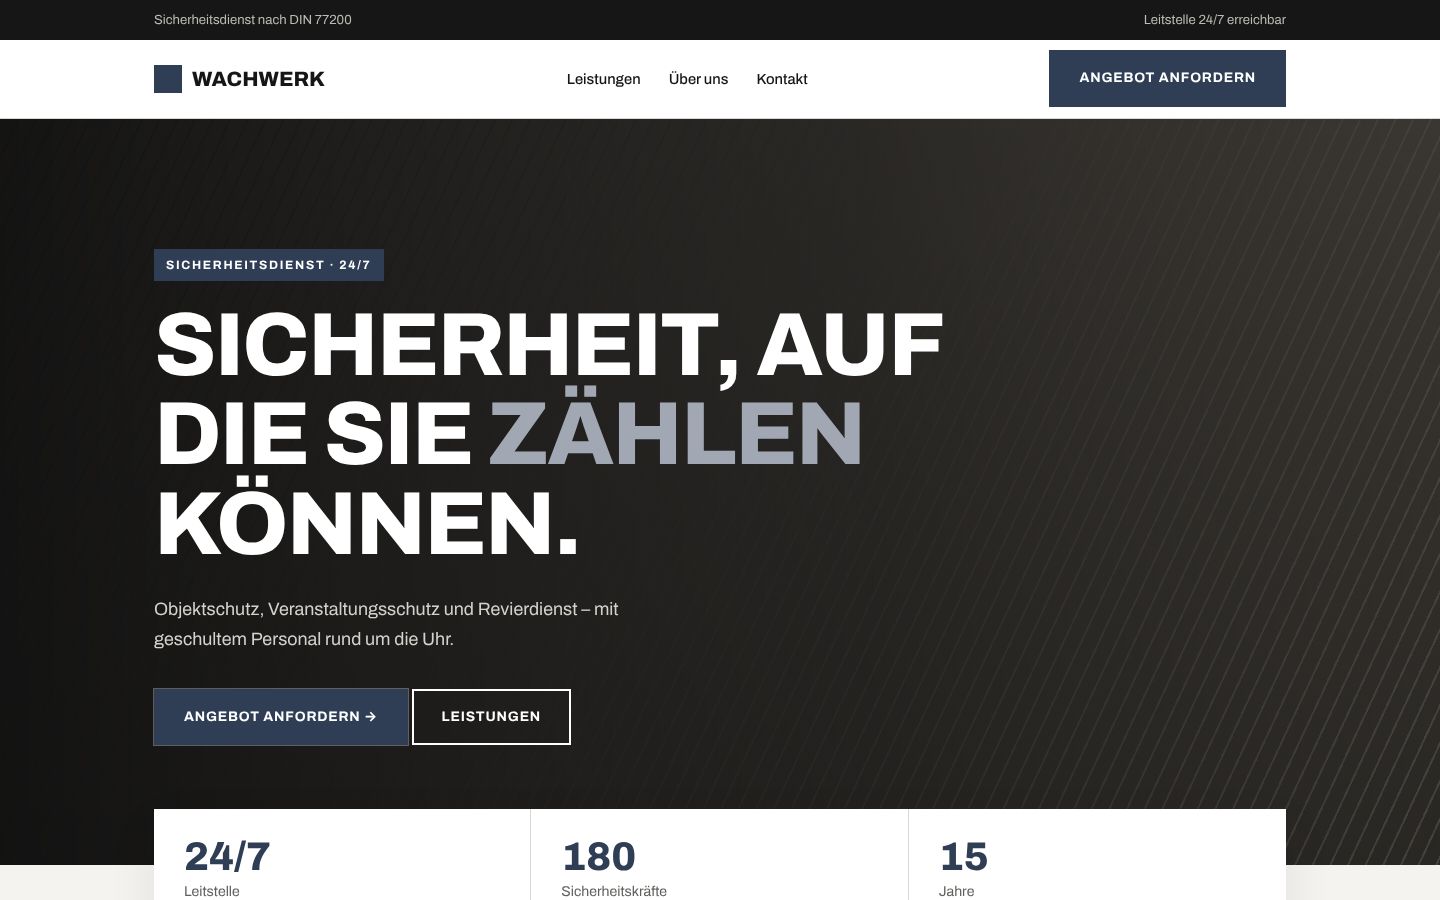 Sicherheitsdienst nach DIN 77200
Leitstelle 24/7 erreichbar
WACHWERK
Leistungen
Über uns
Kontakt
ANGEBOT ANFORDERN
SICHERHEITSDIENST · 24/7
SICHERHEIT, AUF
DIE SIE ZÄHLEN
KÖNNEN.
Objektschutz, Veranstaltungsschutz und Revierdienst – mit
geschultem Personal rund um die Uhr.
ANGEBOT ANFORDERN →
LEISTUNGEN
24/7
Leitstelle
180
Sicherheitskräfte
15
Jahre